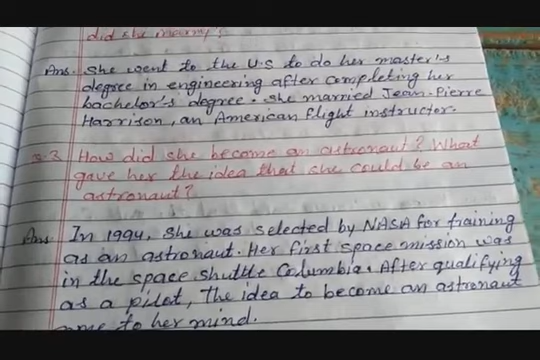 did she marry?
Ans. She went to the U.S to do her master's
degree in engineering after completing her
bachelor's degree. She married Jean-Pierre
Harrison, an American flight instructor.
Q.3 How did she become an astronaut? What
gave her the idea that she could be an
astronaut?
Ans In 1994, she was selected by NASA for training
as an astronaut. Her first space mission was
in the space shuttle Columbia. After qualifying
as a pilot, The idea to become an astronaut
to her mind.